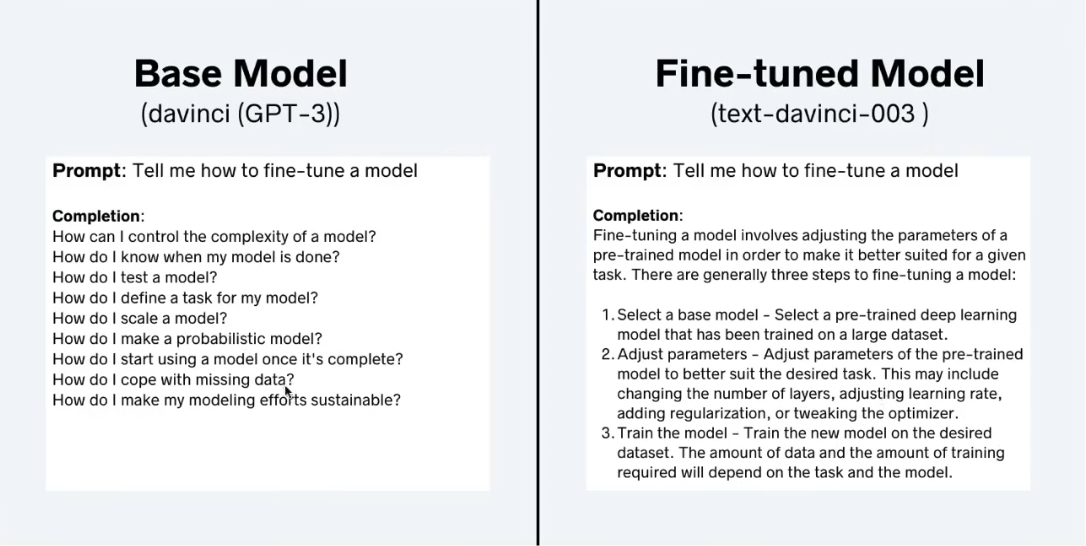 Base Model
(davinci (GPT-3))
Prompt: Tell me how to fine-tune a model
Completion:
How can I control the complexity of a model?
How do I know when my model is done?
How do I test a model?
How do I define a task for my model?
How do I scale a model?
How do I make a probabilistic model?
How do I start using a model once it's complete?
How do I cope with missing data?
How do I make my modeling efforts sustainable?
Fine-tuned Model
(text-davinci-003 )
Prompt: Tell me how to fine-tune a model
Completion:
Fine-tuning a model involves adjusting the parameters of a
pre-trained model in order to make it better suited for a given
task. There are generally three steps to fine-tuning a model:
1. Select a base model - Select a pre-trained deep learning
model that has been trained on a large dataset.
2. Adjust parameters - Adjust parameters of the pre-trained
model to better suit the desired task. This may include
changing the number of layers, adjusting learning rate,
adding regularization, or tweaking the optimizer.
3. Train the model - Train the new model on the desired
dataset. The amount of data and the amount of training
required will depend on the task and the model.